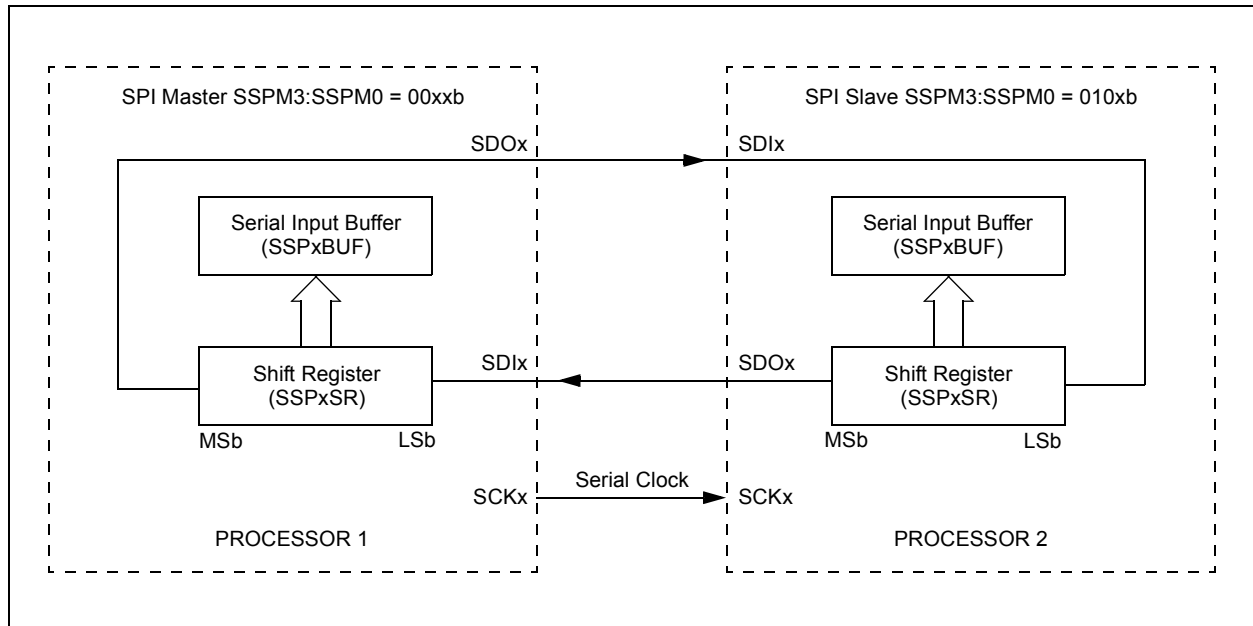 SPI Master SSPM3:SSPM0 = 00xxb
SPI Slave SSPM3:SSPM0 = 010xb
SDOx
SDIx
Serial Input Buffer
(SSPxBUF)
Serial Input Buffer
(SSPxBUF)
Shift Register
(SSPxSR)
MSb
LSb
SDIx
SDOx
Shift Register
(SSPxSR)
MSb
LSb
SCKx
Serial Clock
SCKx
PROCESSOR 1
PROCESSOR 2